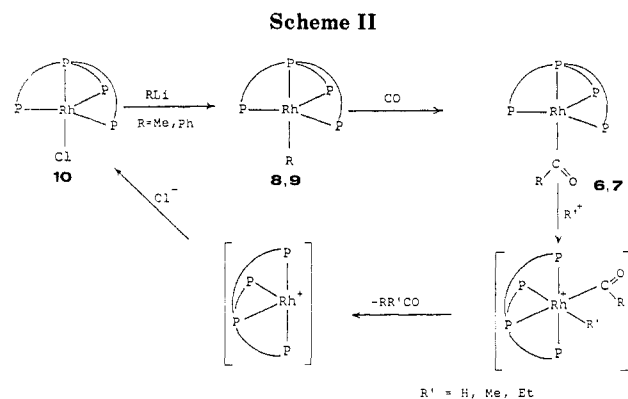 Scheme II
P P P P
Rh
Cl
10
RLi
R=Me,Ph
P P P P
Rh
R
8,9
CO
P P P P
Rh
R C O
6,7
R'+
P P P P
Rh+
C O R
R'
-RR'CO
P P P P
Rh+
Cl-
R' = H, Me, Et